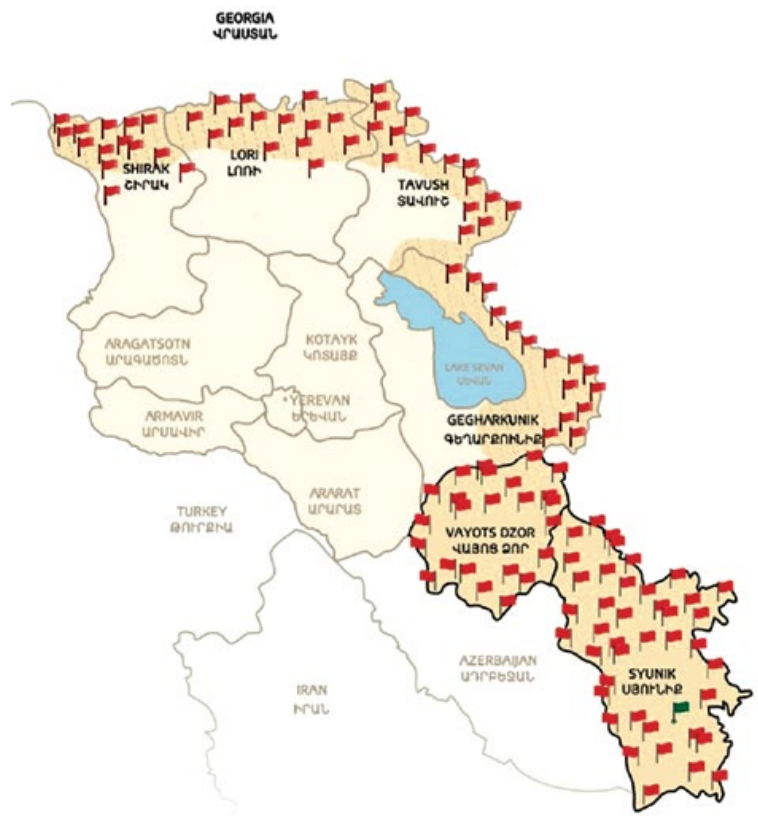 GEORGIA
ՎՐԱՍՏԱՆ
SHIRAK
ՇԻՐԱԿ
LORI
ԼՈՌԻ
TAVUSH
ՏԱՎՈՒՇ
ARAGATSOTN
ԱՐԱԳԱԾՈՏՆ
KOTAYK
ԿՈՏԱՅՔ
LAKE SEVAN
ՍԵՎԱՆ
YEREVAN
ԵՐԵՎԱՆ
ARMAVIR
ԱՐՄԱՎԻՐ
GEGHARKUNIK
ԳԵՂԱՐՔՈՒՆԻՔ
ARARAT
ԱՐԱՐԱՏ
TURKEY
ԹՈՒՐՔԻԱ
VAYOTS DZOR
ՎԱՅՈՑ ՁՈՐ
AZERBAIJAN
ԱԴՐԲԵՋԱՆ
SYUNIK
ՍՅՈՒՆԻՔ
IRAN
ԻՐԱՆ